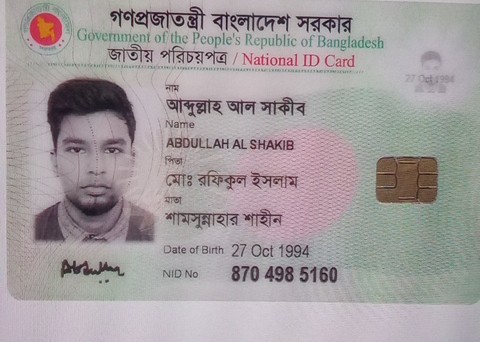 গণপ্রজাতন্ত্রী বাংলাদেশ সরকার
Government of the People's Republic of Bangladesh
জাতীয় পরিচয়পত্র / National ID Card
27 Oct 1994
নাম
আব্দুল্লাহ আল সাকীব
Name
ABDULLAH AL SHAKIB
পিতা
মোঃ রফিকুল ইসলাম
মাতা
শামসুন্নাহার শাহীন
Date of Birth 27 Oct 1994
NID No 870 498 5160